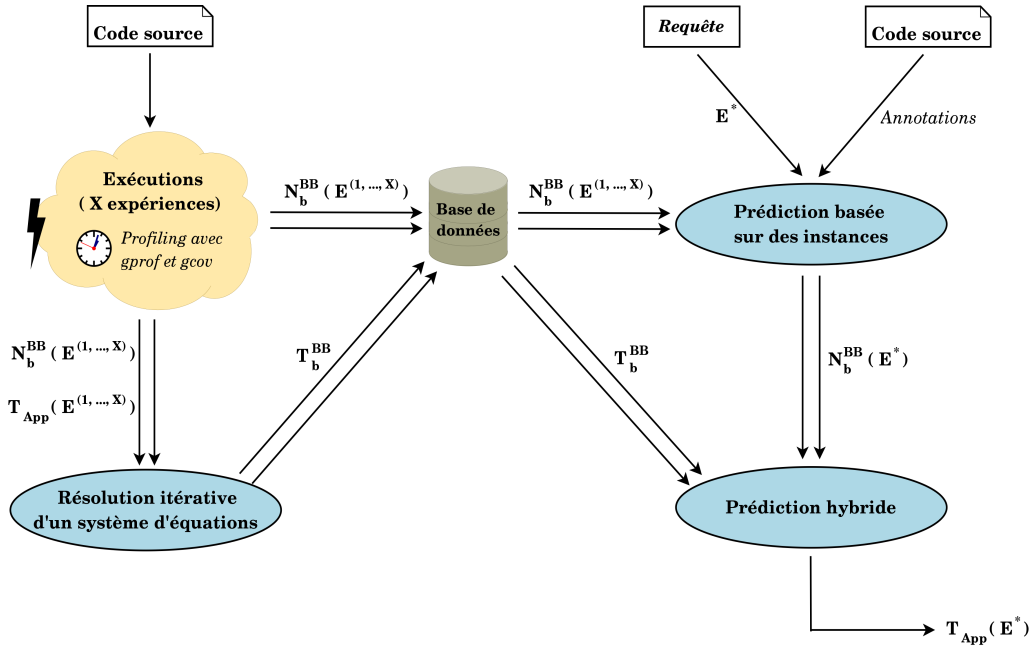 Code source
Requête
Code source
E*
Annotations
Exécutions
( X expériences)
Profiling avec
gprof et gcov
N_b^BB ( E^(1, ..., X) )
Base de
données
N_b^BB ( E^(1, ..., X) )
Prédiction basée
sur des instances
N_b^BB ( E^(1, ..., X) )
T_App ( E^(1, ..., X) )
T_b^BB
T_b^BB
N_b^BB ( E* )
Résolution itérative
d'un système d'équations
Prédiction hybride
T_App ( E* )